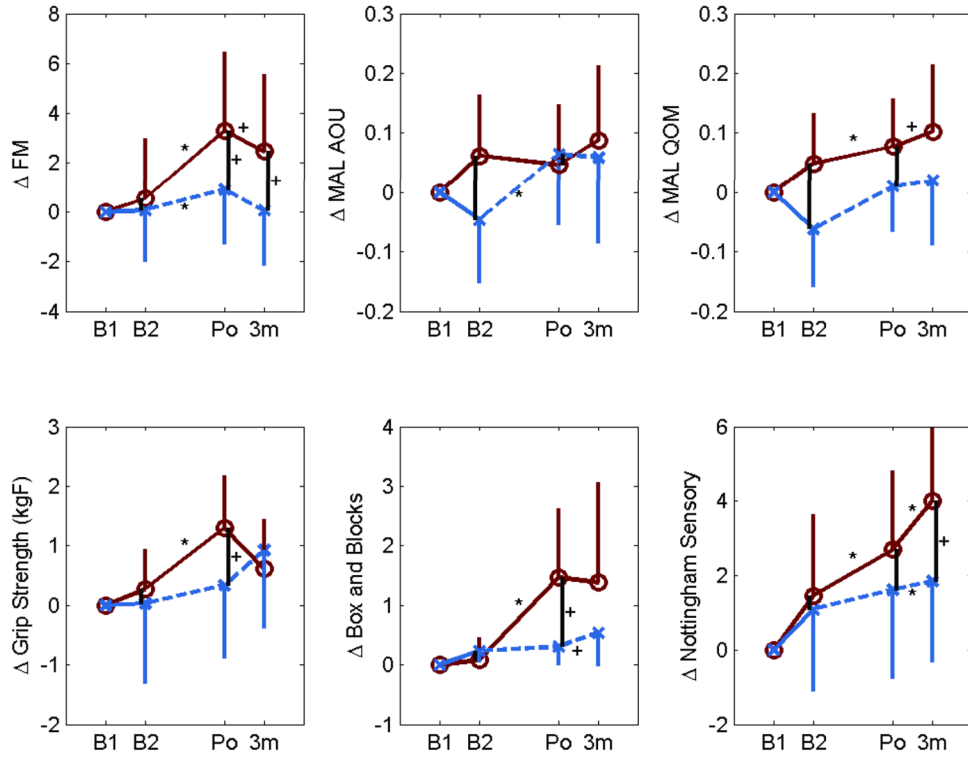 Δ FM
8
6
4
2
0
-2
-4
B1 B2 Po 3m
* + + * +
Δ MAL AOU
0.3
0.2
0.1
0
-0.1
-0.2
B1 B2 Po 3m
*
Δ MAL QOM
0.3
0.2
0.1
0
-0.1
-0.2
B1 B2 Po 3m
* +
Δ Grip Strength (kgF)
3
2
1
0
-1
-2
B1 B2 Po 3m
* +
Δ Box and Blocks
4
3
2
1
0
-1
B1 B2 Po 3m
* + +
Δ Nottingham Sensory
6
4
2
0
-2
B1 B2 Po 3m
* * + *